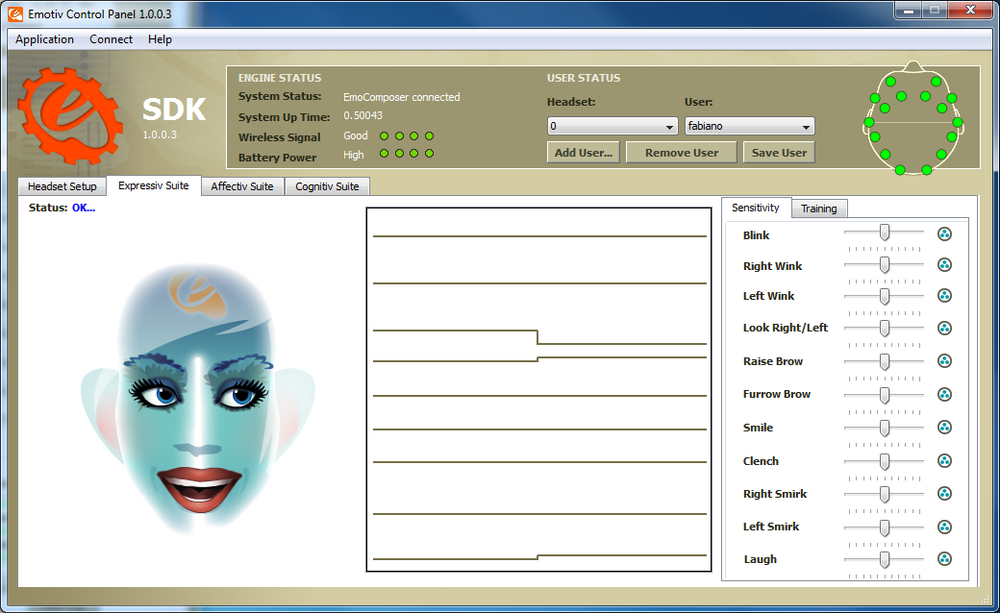 Emotiv Control Panel 1.0.0.3
Application Connect Help
SDK
1.0.0.3
ENGINE STATUS
System Status: EmoComposer connected
System Up Time: 0.50043
Wireless Signal Good
Battery Power High
USER STATUS
Headset: User:
0 fabiano
Add User... Remove User Save User
Headset Setup Expressiv Suite Affectiv Suite Cognitiv Suite
Status: OK...
Sensitivity Training
Blink
Right Wink
Left Wink
Look Right/Left
Raise Brow
Furrow Brow
Smile
Clench
Right Smirk
Left Smirk
Laugh